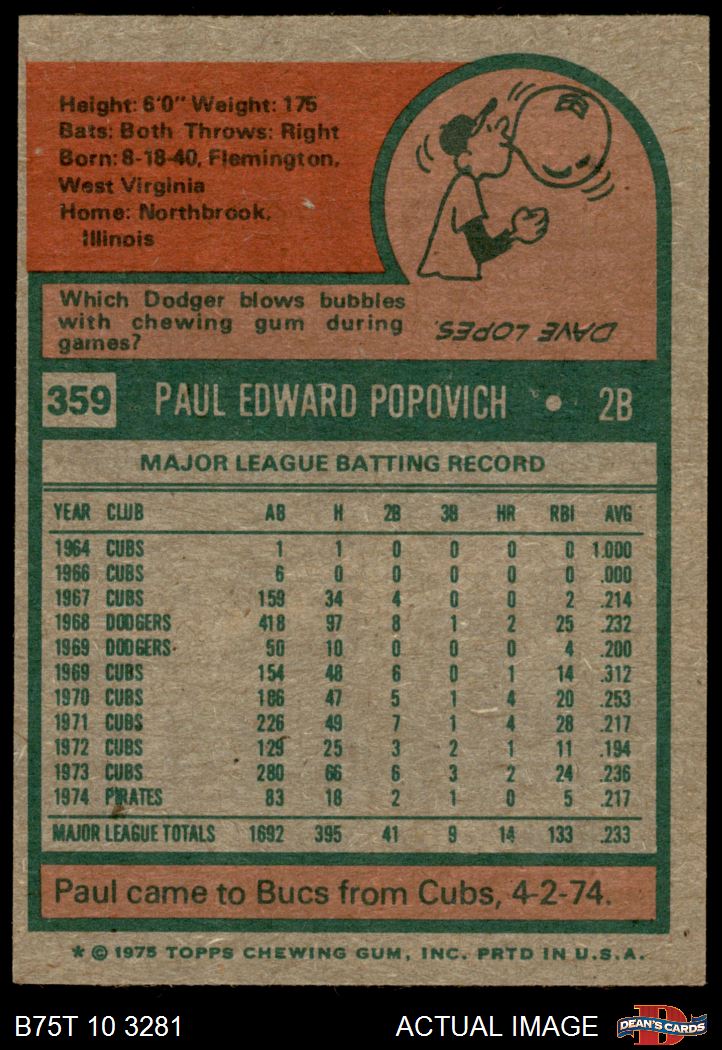 Height: 6'0" Weight: 175
Bats: Both Throws: Right
Born: 8-18-40, Flemington,
West Virginia
Home: Northbrook,
Illinois
Which Dodger blows bubbles
with chewing gum during
games?
DAVE LOPES.
359 PAUL EDWARD POPOVICH • 2B
MAJOR LEAGUE BATTING RECORD
YEAR CLUB AB H 2B 3B HR RBI AVG
1964 CUBS 1 1 0 0 0 0 1.000
1966 CUBS 6 0 0 0 0 0 .000
1967 CUBS 159 34 4 0 0 2 .214
1968 DODGERS 418 97 8 1 2 25 .232
1969 DODGERS 50 10 0 0 0 4 .200
1969 CUBS 154 48 6 0 1 14 .312
1970 CUBS 186 47 5 1 4 20 .253
1971 CUBS 226 49 7 1 4 28 .217
1972 CUBS 129 25 3 2 1 11 .194
1973 CUBS 280 66 6 3 2 24 .236
1974 PIRATES 83 18 2 1 0 5 .217
MAJOR LEAGUE TOTALS 1692 395 41 9 14 133 .233
Paul came to Bucs from Cubs, 4-2-74.
* © 1975 TOPPS CHEWING GUM, INC. PRTD IN U.S.A.
B75T 10 3281 ACTUAL IMAGE DEAN'S CARDS